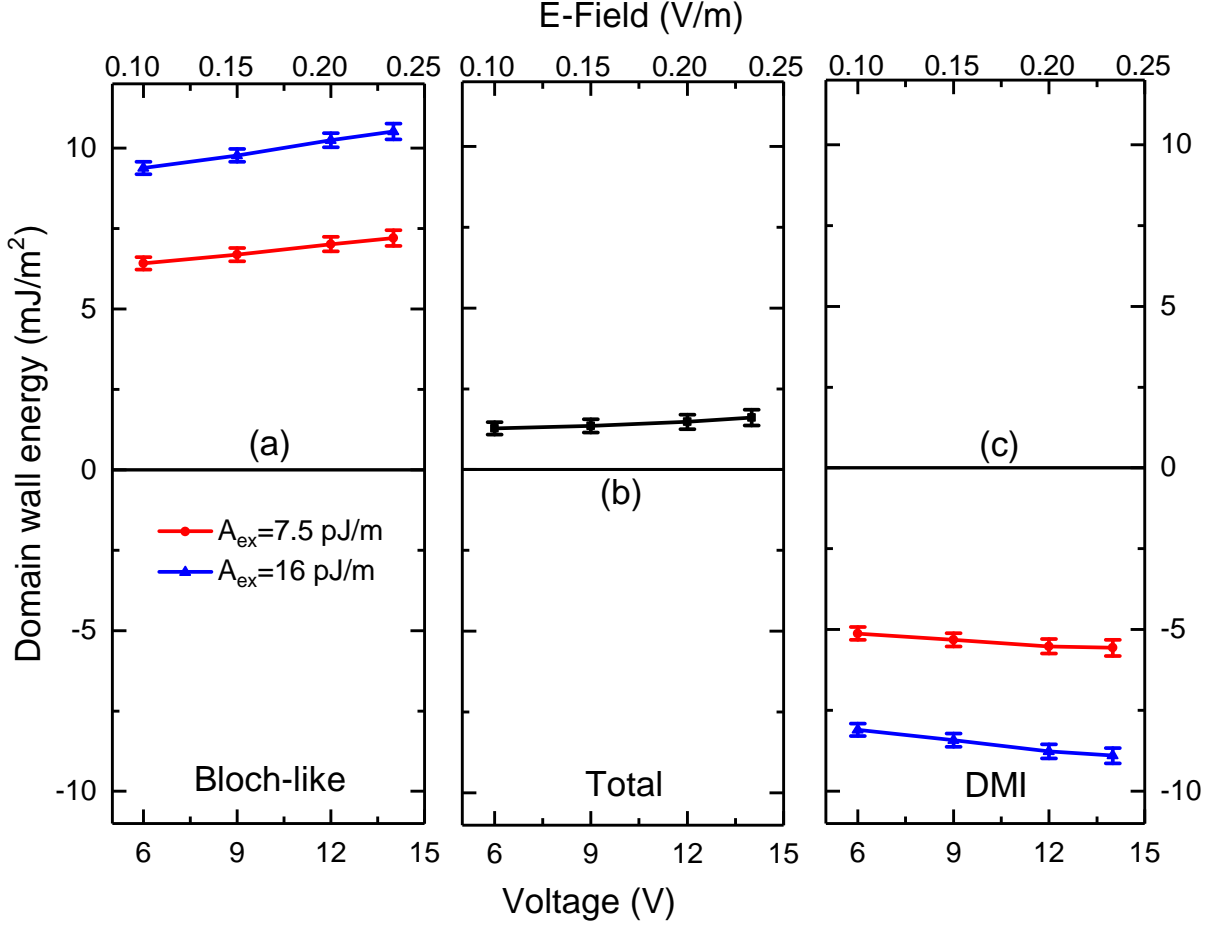 E-Field (V/m)
0.10 0.15 0.20 0.25 0.10 0.15 0.20 0.25 0.10 0.15 0.20 0.25
Domain wall energy (mJ/m²)
10
5
0
-5
-10
10
5
0
-5
-10
(a)
(b)
(c)
A_ex=7.5 pJ/m
A_ex=16 pJ/m
Bloch-like
Total
DMI
6 9 12 15 6 9 12 15 6 9 12 15
Voltage (V)